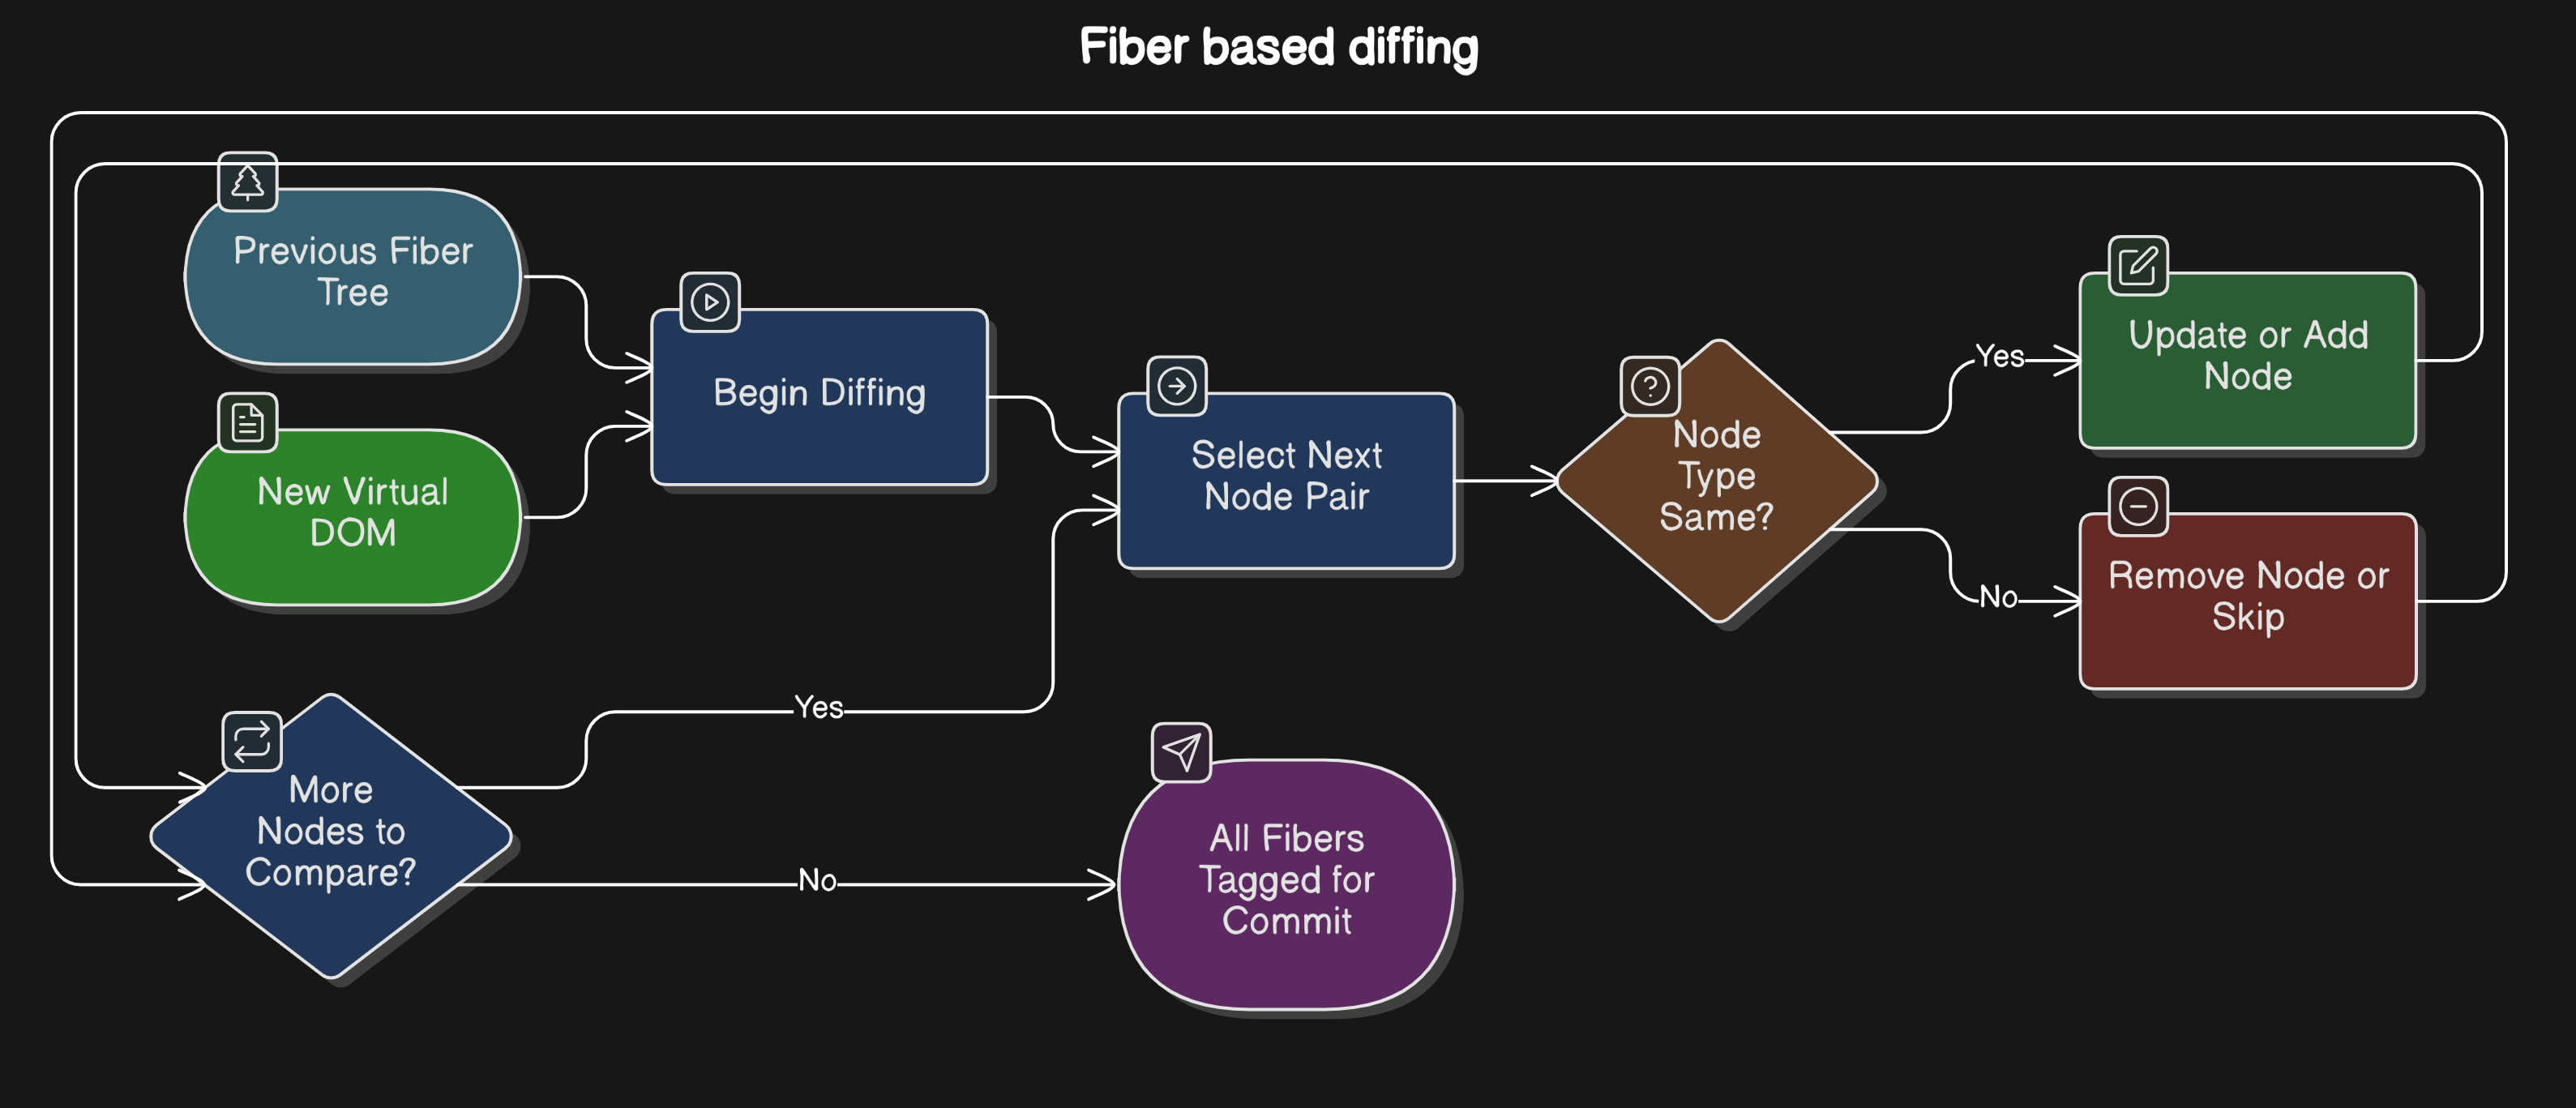 Fiber based diffing
Previous Fiber
Tree
New Virtual
DOM
Begin Diffing
Select Next
Node Pair
Node
Type
Same?
Yes
Update or Add
Node
No
Remove Node or
Skip
More
Nodes to
Compare?
Yes
No
All Fibers
Tagged for
Commit